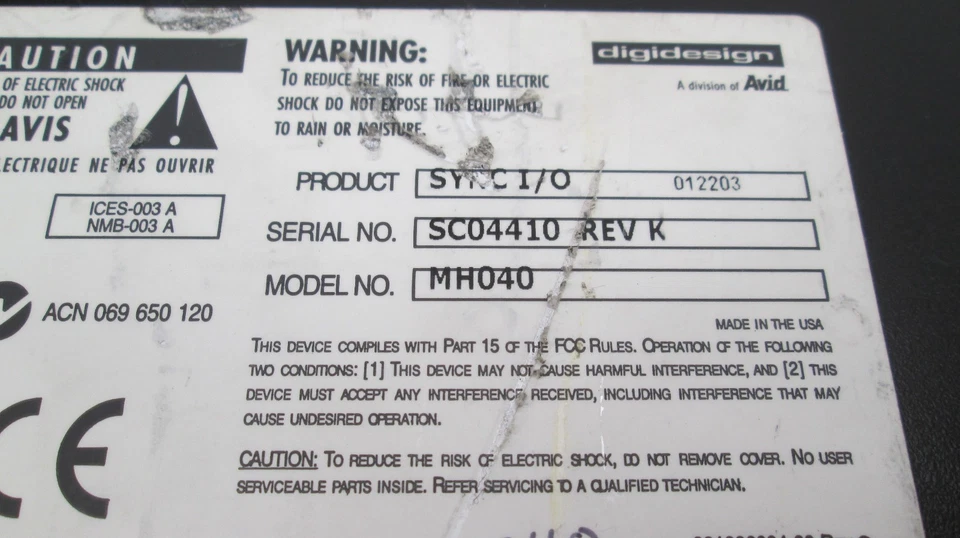 AUTION
OF ELECTRIC SHOCK
DO NOT OPEN
AVIS
ECTRIQUE NE PAS OUVRIR
ICES-003 A
NMB-003 A
ACN 069 650 120
CE
WARNING:
TO REDUCE THE RISK OF FIRE OR ELECTRIC
SHOCK DO NOT EXPOSE THIS EQUIPMENT
TO RAIN OR MOISTURE.
digidesign
A division of Avid
PRODUCT SYNC I/O 012203
SERIAL NO. SC04410 REV K
MODEL NO. MH040
MADE IN THE USA
THIS DEVICE COMPLIES WITH PART 15 OF THE FCC RULES. OPERATION OF THE FOLLOWING
TWO CONDITIONS: [1] THIS DEVICE MAY NOT CAUSE HARMFUL INTERFERENCE, AND [2] THIS
DEVICE MUST ACCEPT ANY INTERFERENCE RECEIVED, INCLUDING INTERFERENCE THAT MAY
CAUSE UNDESIRED OPERATION.
CAUTION: TO REDUCE THE RISK OF ELECTRIC SHOCK, DO NOT REMOVE COVER. NO USER
SERVICEABLE PARTS INSIDE. REFER SERVICING TO A QUALIFIED TECHNICIAN.